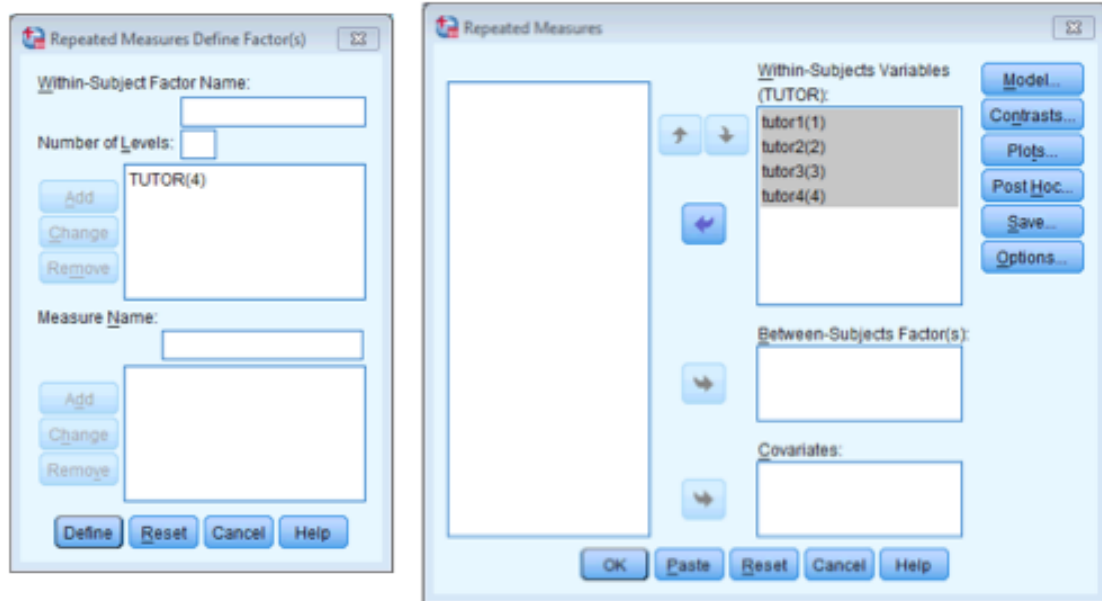 Repeated Measures Define Factor(s)
Within-Subject Factor Name:
Number of Levels:
Add
Change
Remove
TUTOR(4)
Measure Name:
Add
Change
Remove
Define
Reset
Cancel
Help
Repeated Measures
Within-Subjects Variables
(TUTOR):
tutor1(1)
tutor2(2)
tutor3(3)
tutor4(4)
Model...
Contrasts...
Plots...
Post Hoc...
Save...
Options...
Between-Subjects Factor(s):
Covariates:
OK
Paste
Reset
Cancel
Help